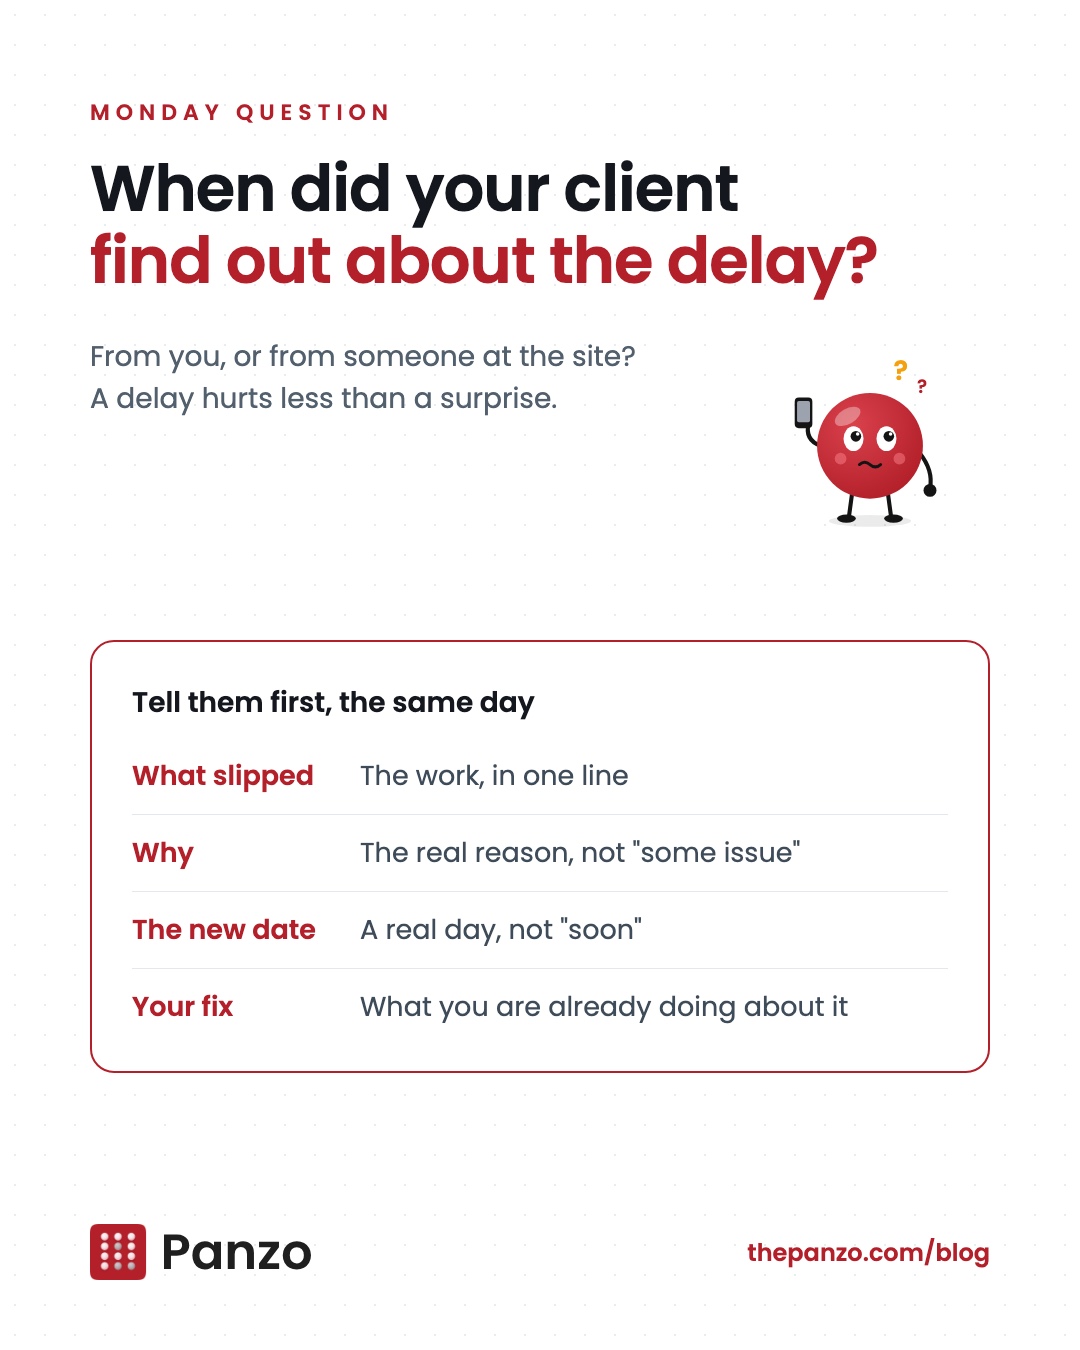 MONDAY QUESTION
When did your client
find out about the delay?
From you, or from someone at the site?
A delay hurts less than a surprise.
? ?
Tell them first, the same day
What slipped The work, in one line
Why The real reason, not "some issue"
The new date A real day, not "soon"
Your fix What you are already doing about it
Panzo thepanzo.com/blog